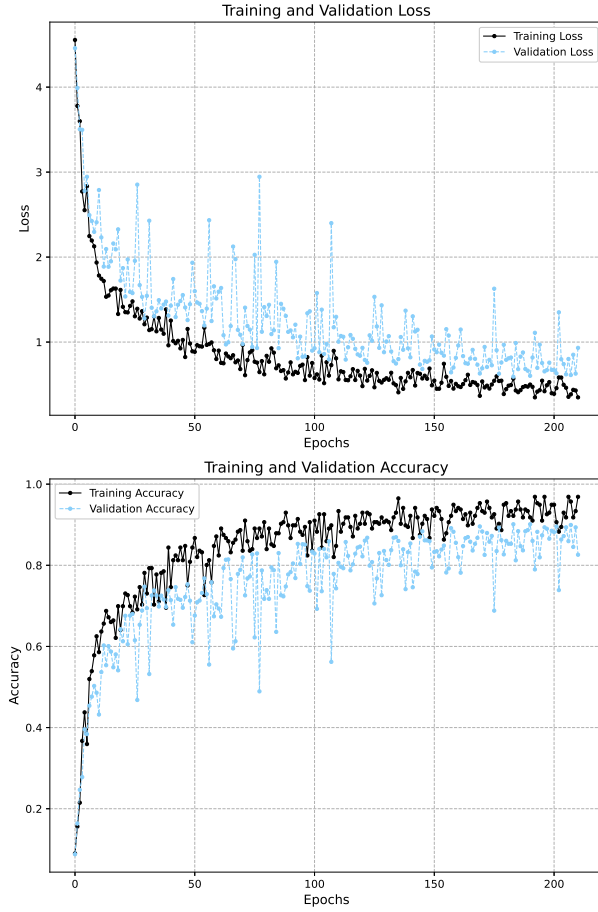 Training and Validation Loss
Training Loss
Validation Loss
4
3
2
1
Loss
0
50
100
150
200
Epochs
Training and Validation Accuracy
Training Accuracy
Validation Accuracy
1.0
0.8
0.6
0.4
0.2
Accuracy
0
50
100
150
200
Epochs